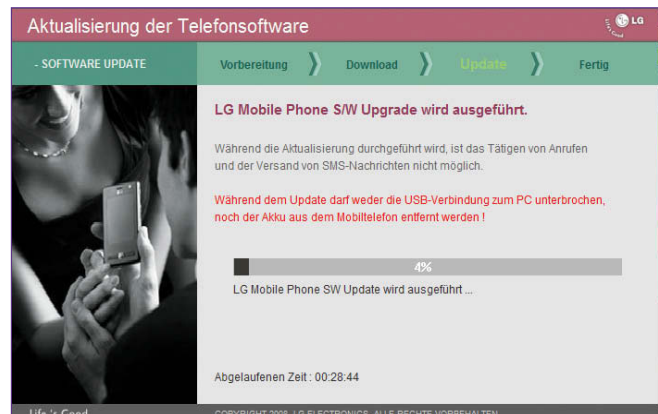 Aktualisierung der Telefonsoftware
LG
Life's Good
- SOFTWARE UPDATE
Vorbereitung
Download
Update
Fertig
LG Mobile Phone S/W Upgrade wird ausgeführt.
Während die Aktualisierung durchgeführt wird, ist das Tätigen von Anrufen
und der Versand von SMS-Nachrichten nicht möglich.
Während dem Update darf weder die USB-Verbindung zum PC unterbrochen,
noch der Akku aus dem Mobiltelefon entfernt werden !
4%
LG Mobile Phone SW Update wird ausgeführt ...
Abgelaufenen Zeit : 00:28:44
Life 's Good
COPYRIGHT 2008, LG ELECTRONICS. ALLE RECHTE VORBEHALTEN